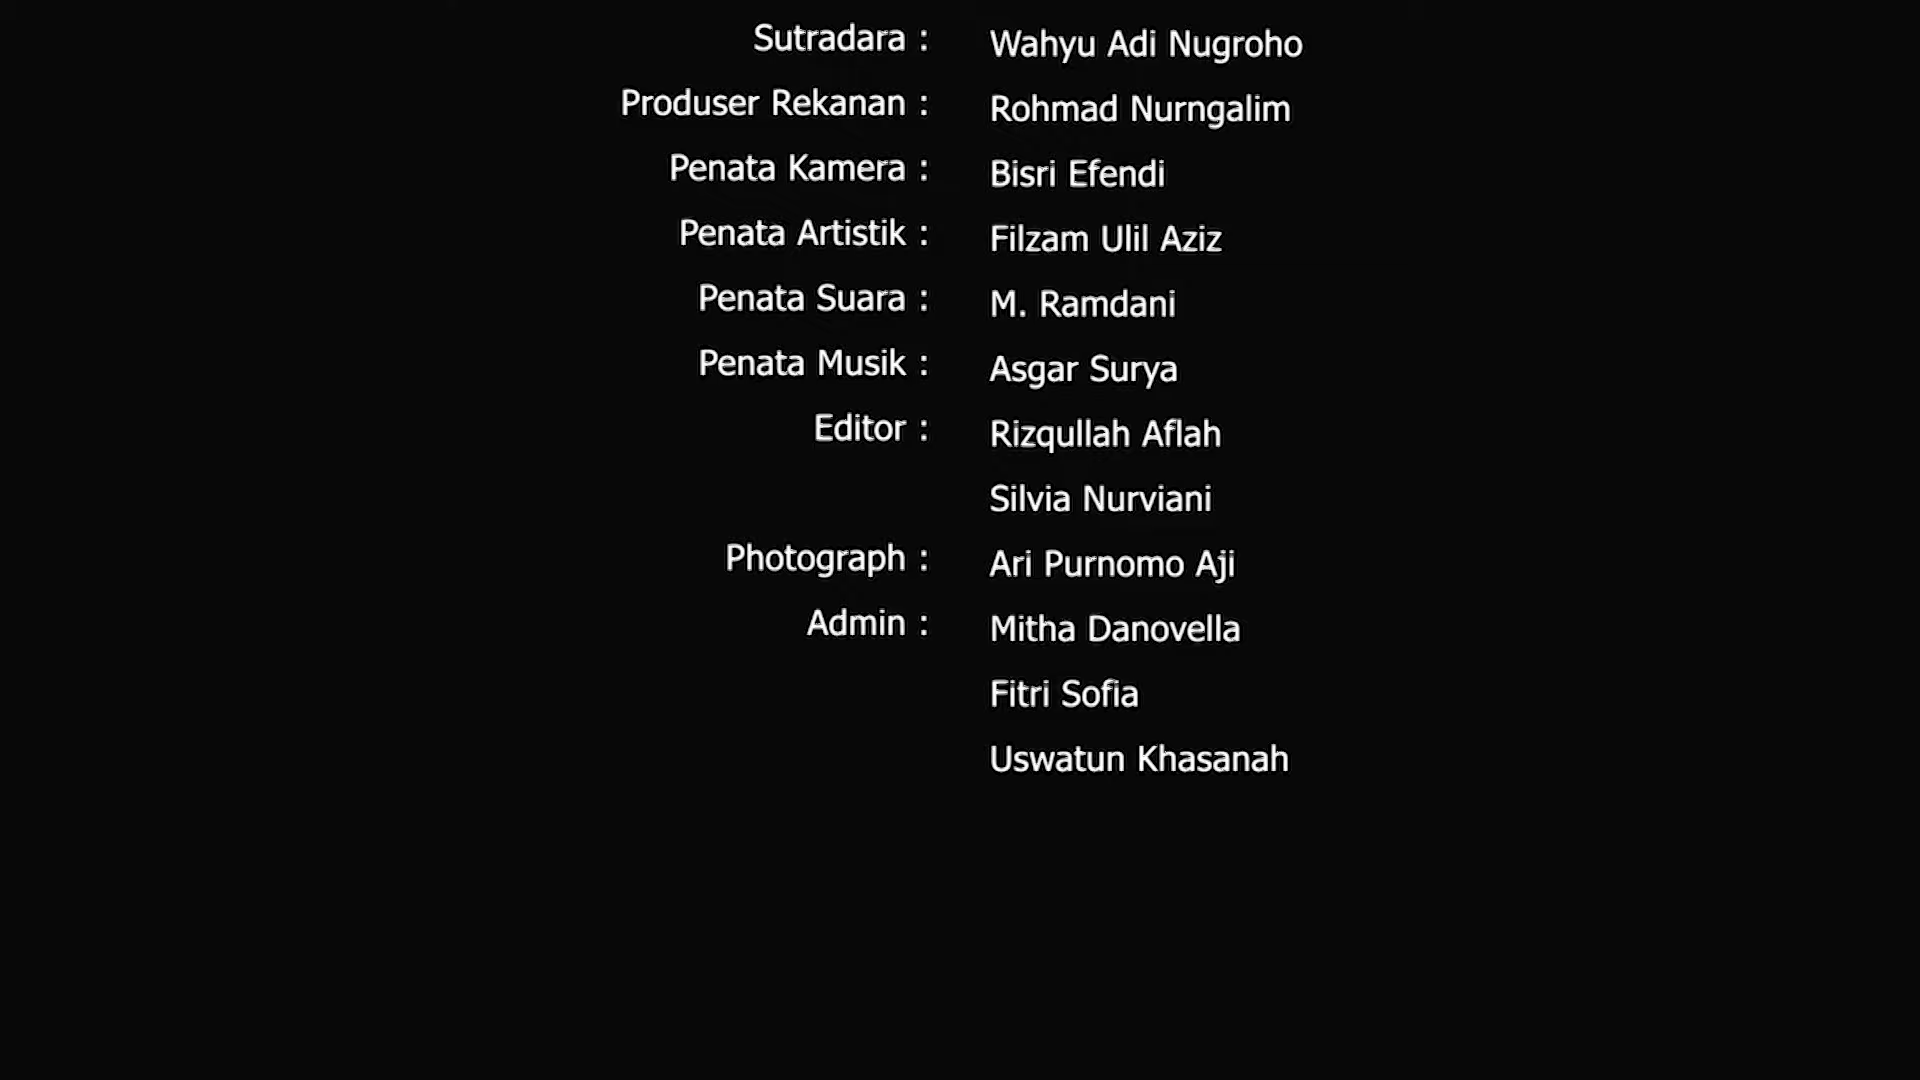 Sutradara : Wahyu Adi Nugroho
Produser Rekanan : Rohmad Nurngalim
Penata Kamera : Bisri Efendi
Penata Artistik : Filzam Ulil Aziz
Penata Suara : M. Ramdani
Penata Musik : Asgar Surya
Editor : Rizqullah Aflah
Silvia Nurviani
Photograph : Ari Purnomo Aji
Admin : Mitha Danovella
Fitri Sofia
Uswatun Khasanah